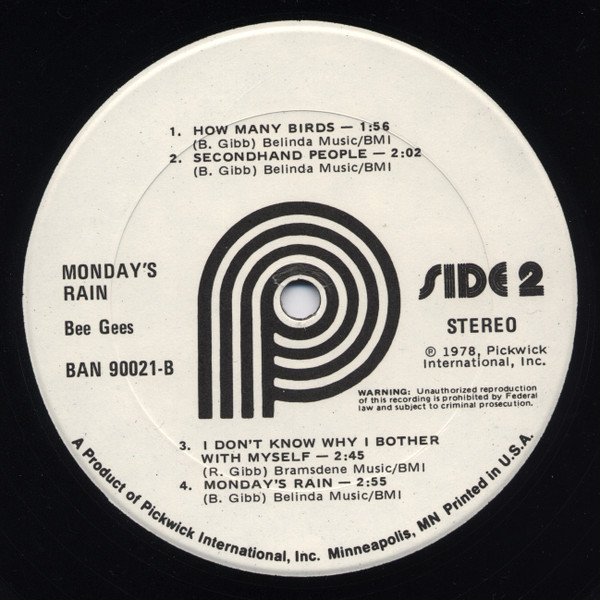 1. HOW MANY BIRDS — 1:56
(B. Gibb) Belinda Music/BMI
2. SECONDHAND PEOPLE — 2:02
(B. Gibb) Belinda Music/BMI
MONDAY'S
RAIN
Bee Gees
BAN 90021-B
SIDE 2
STEREO
℗ 1978, Pickwick
International, Inc.
WARNING: Unauthorized reproduction
of this recording is prohibited by Federal
law and subject to criminal prosecution.
3. I DON'T KNOW WHY I BOTHER
WITH MYSELF — 2:45
(R. Gibb) Bramsdene Music/BMI
4. MONDAY'S RAIN — 2:55
(B. Gibb) Belinda Music/BMI
A Product of Pickwick International, Inc. Minneapolis, MN Printed in U.S.A.